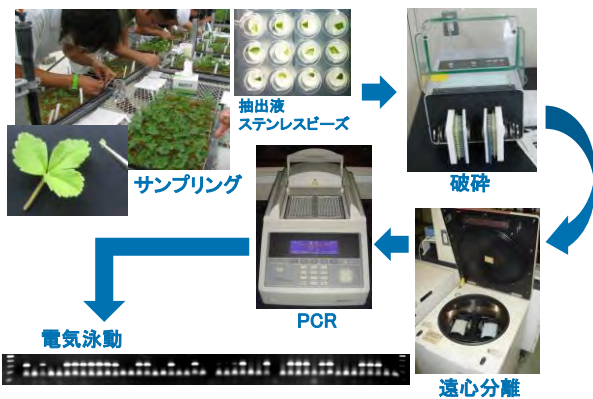 サンプリング
抽出液
ステンレスビーズ
破砕
遠心分離
PCR
電気泳動